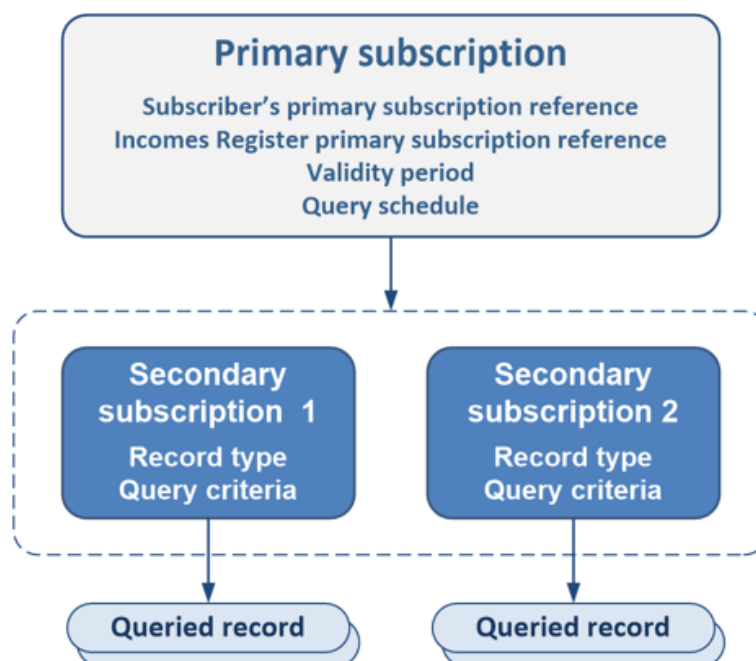 Primary subscription
Subscriber's primary subscription reference
Incomes Register primary subscription reference
Validity period
Query schedule
Secondary subscription 1
Record type
Query criteria
Secondary subscription 2
Record type
Query criteria
Queried record
Queried record